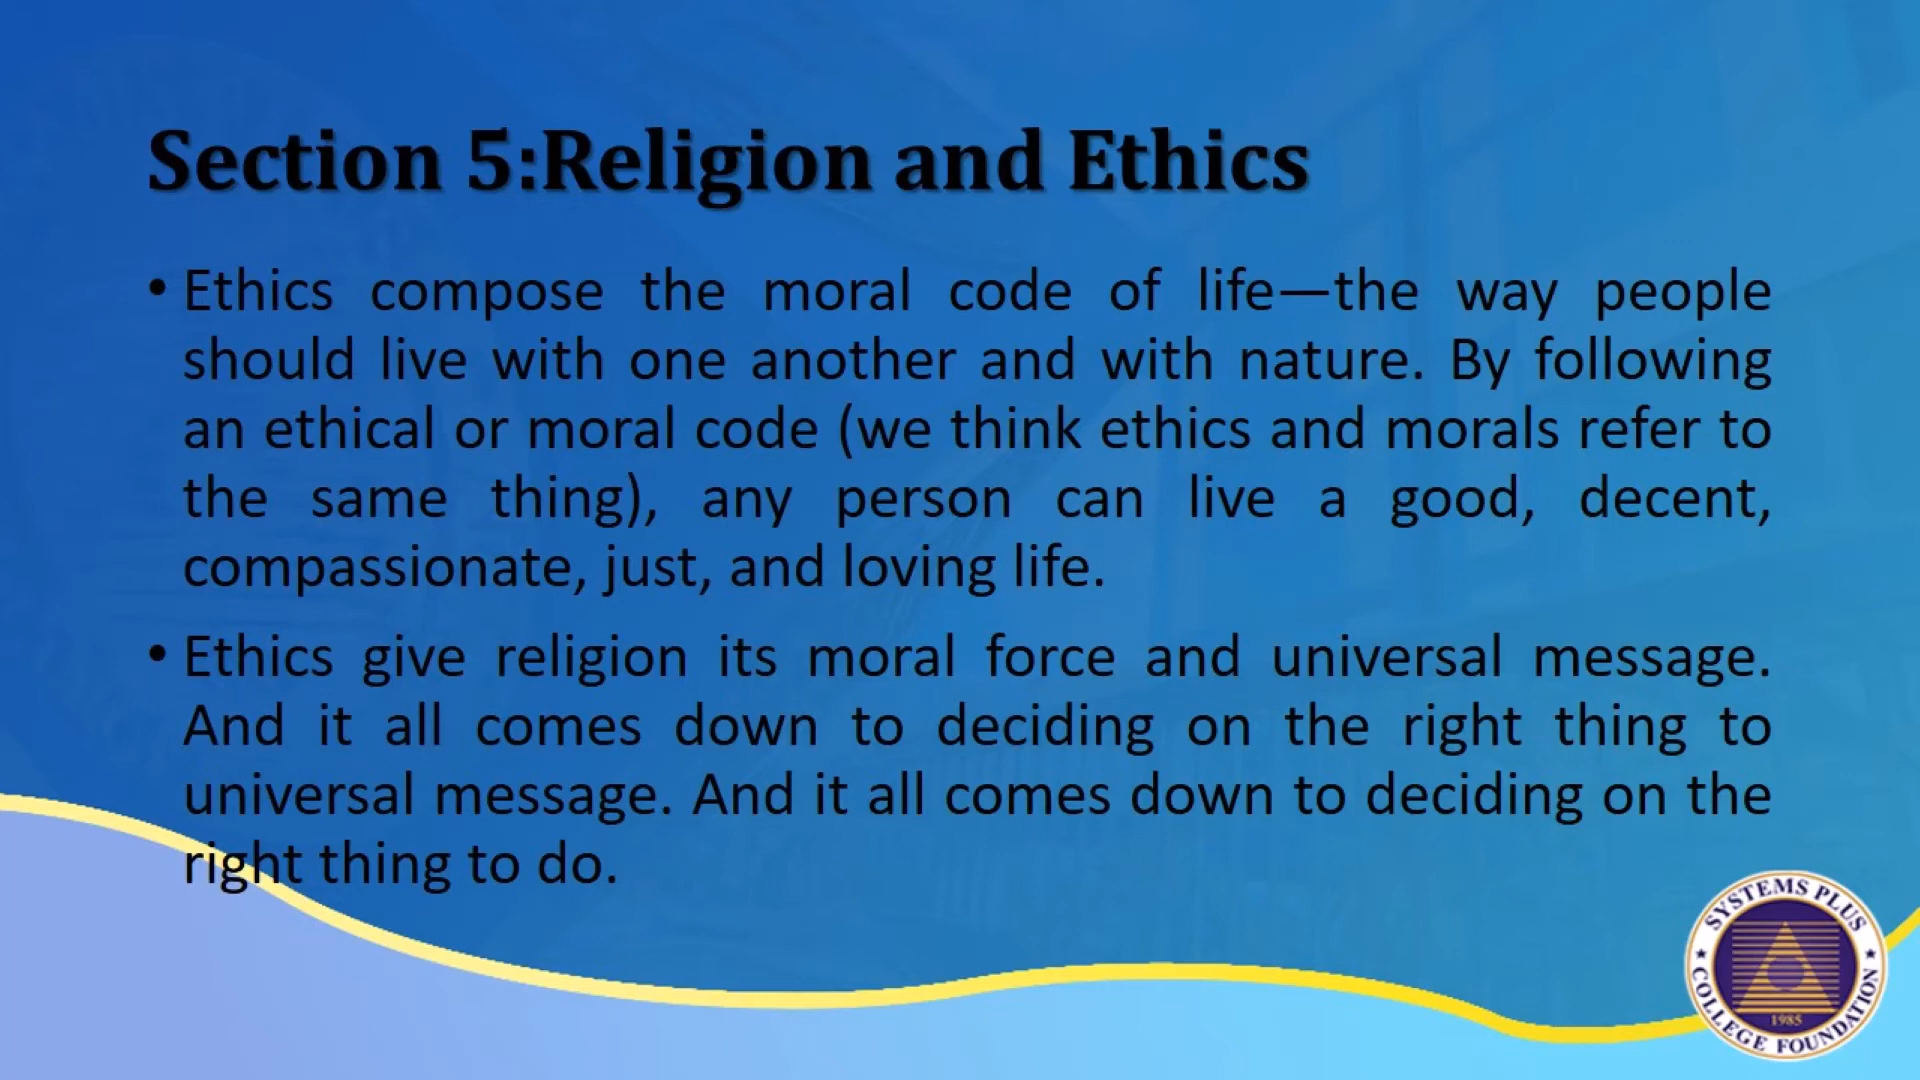 Section 5:Religion and Ethics
• Ethics compose the moral code of life—the way people
should live with one another and with nature. By following
an ethical or moral code (we think ethics and morals refer to
the same thing), any person can live a good, decent,
compassionate, just, and loving life.
• Ethics give religion its moral force and universal message.
And it all comes down to deciding on the right thing to
universal message. And it all comes down to deciding on the
right thing to do.
SYSTEMS PLUS
COLLEGE FOUNDATION
1985